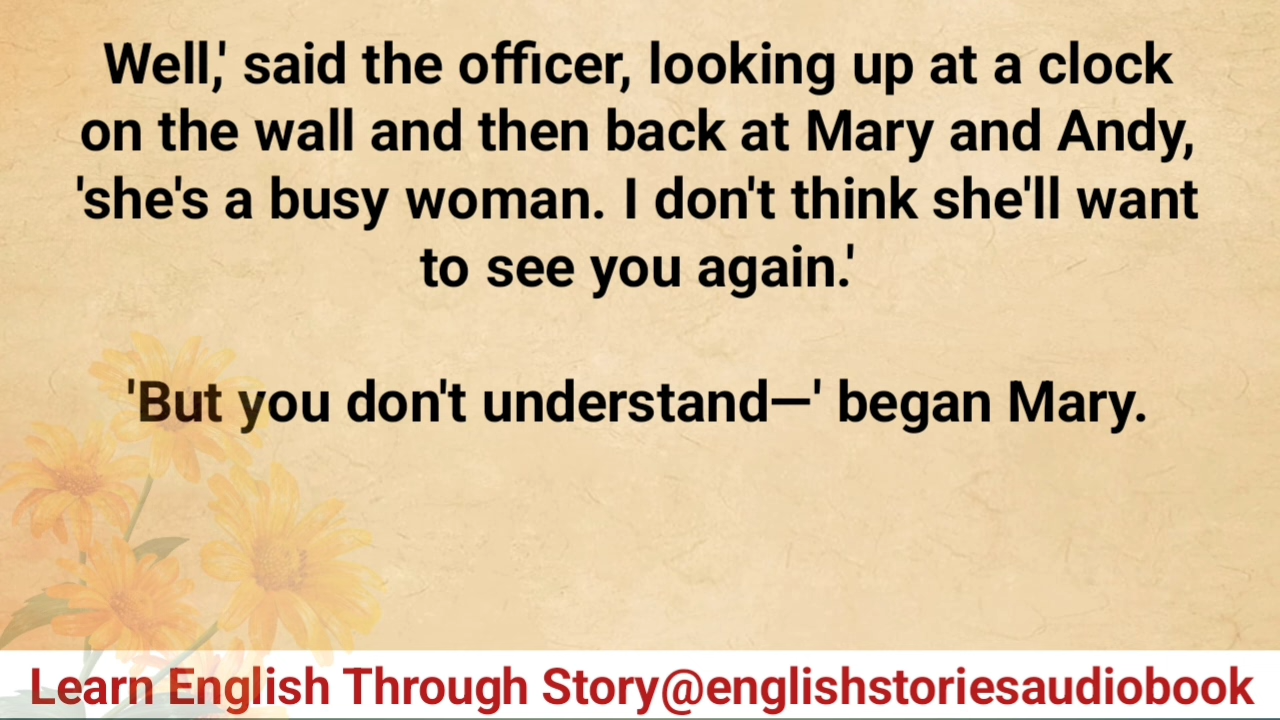 Well,' said the officer, looking up at a clock
on the wall and then back at Mary and Andy,
'she's a busy woman. I don't think she'll want
to see you again.'
'But you don't understand—' began Mary.
Learn English Through Story@englishstoriesaudiobook